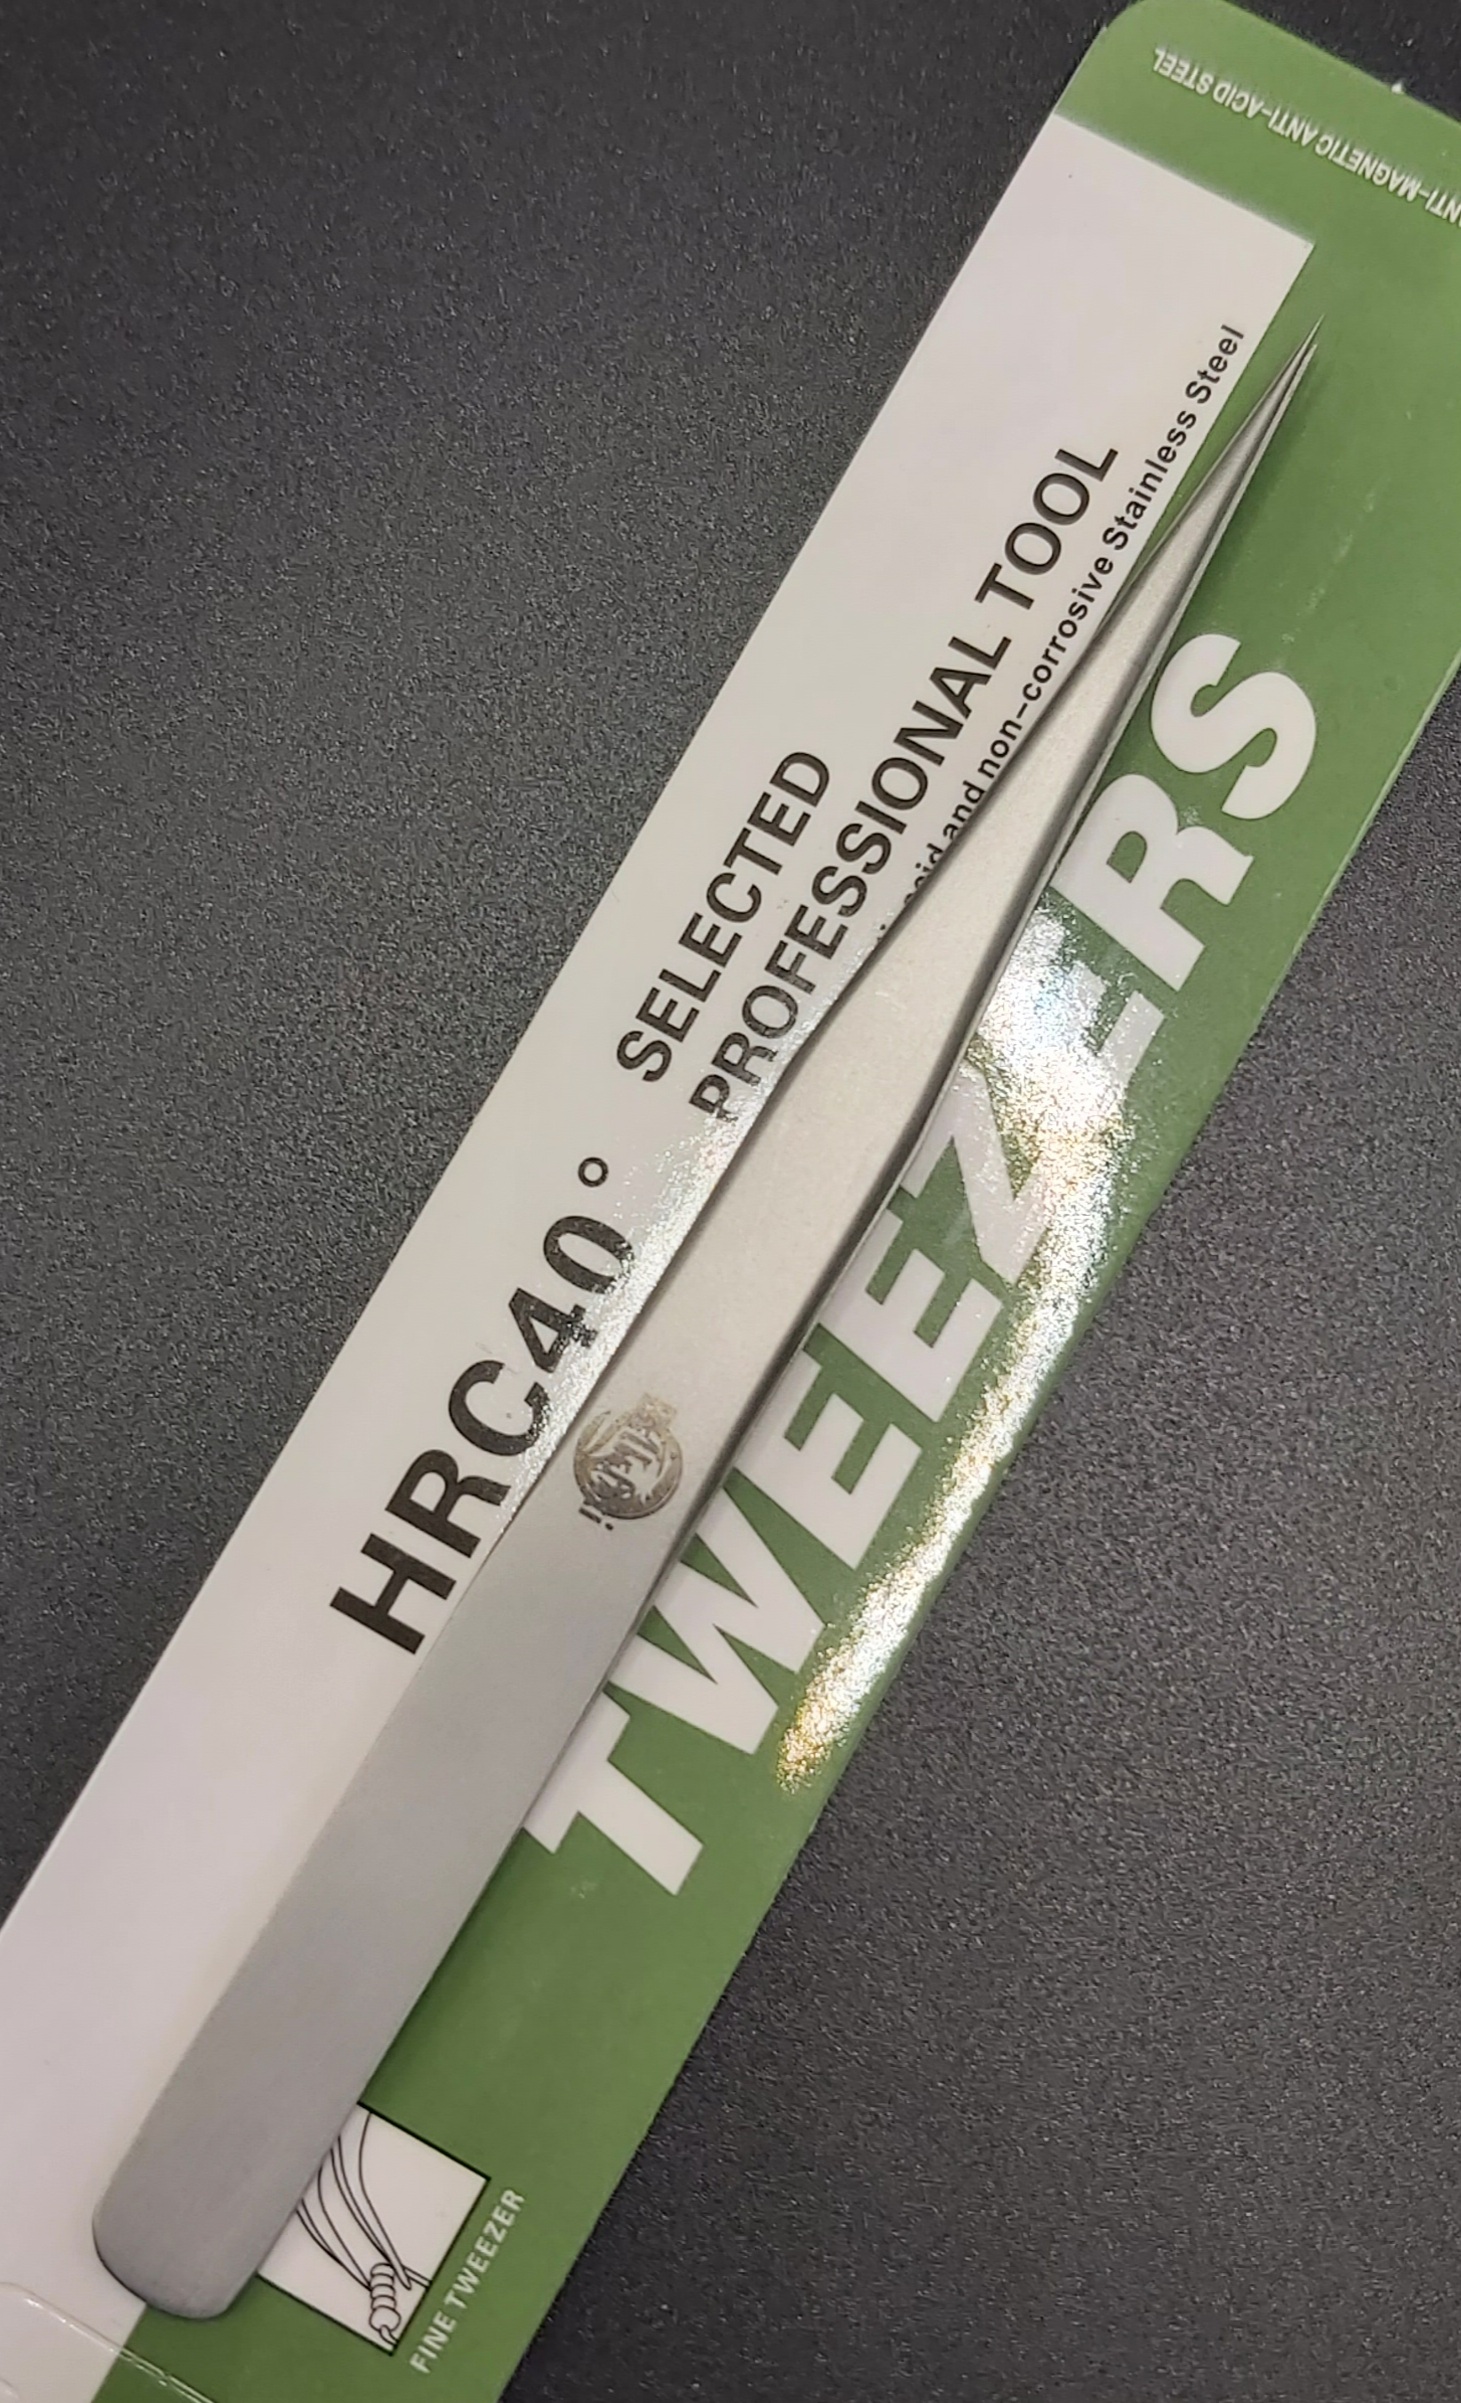 ANTI-MAGNETIC ANTI-ACID STEEL
HRC40°
SELECTED
PROFESSIONAL TOOL
and non-corrosive Stainless Steel
TWEEZERS
FINE TWEEZER